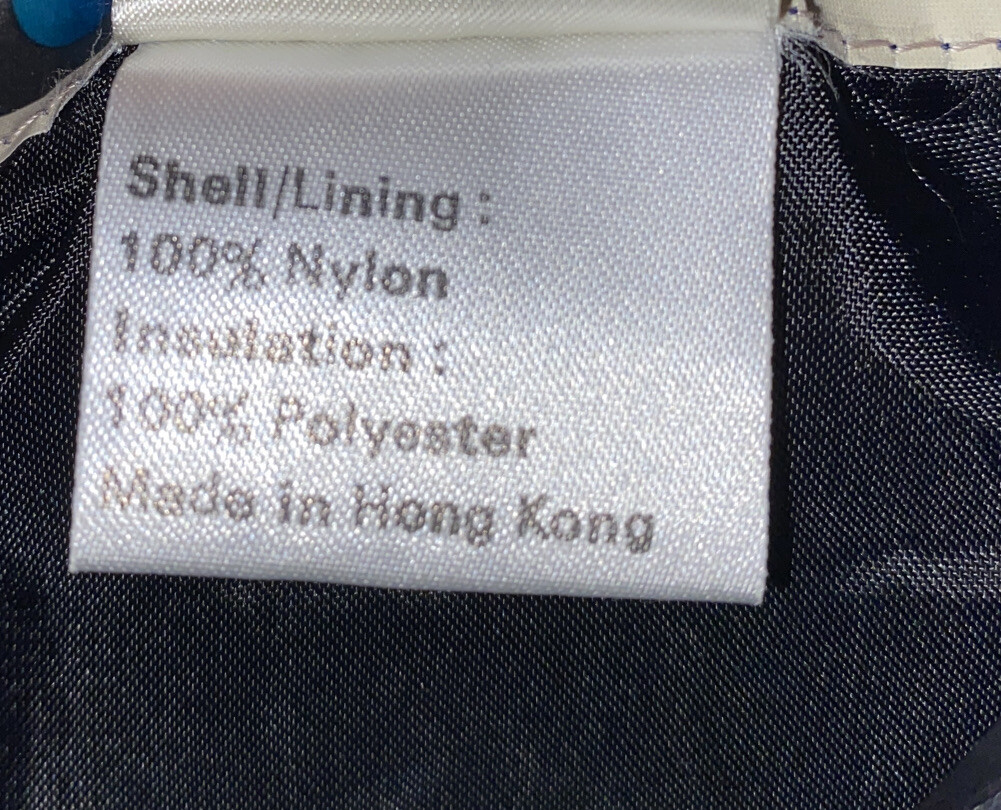 Shell/Lining :
100% Nylon
Insulation :
100% Polyester
Made in Hong Kong